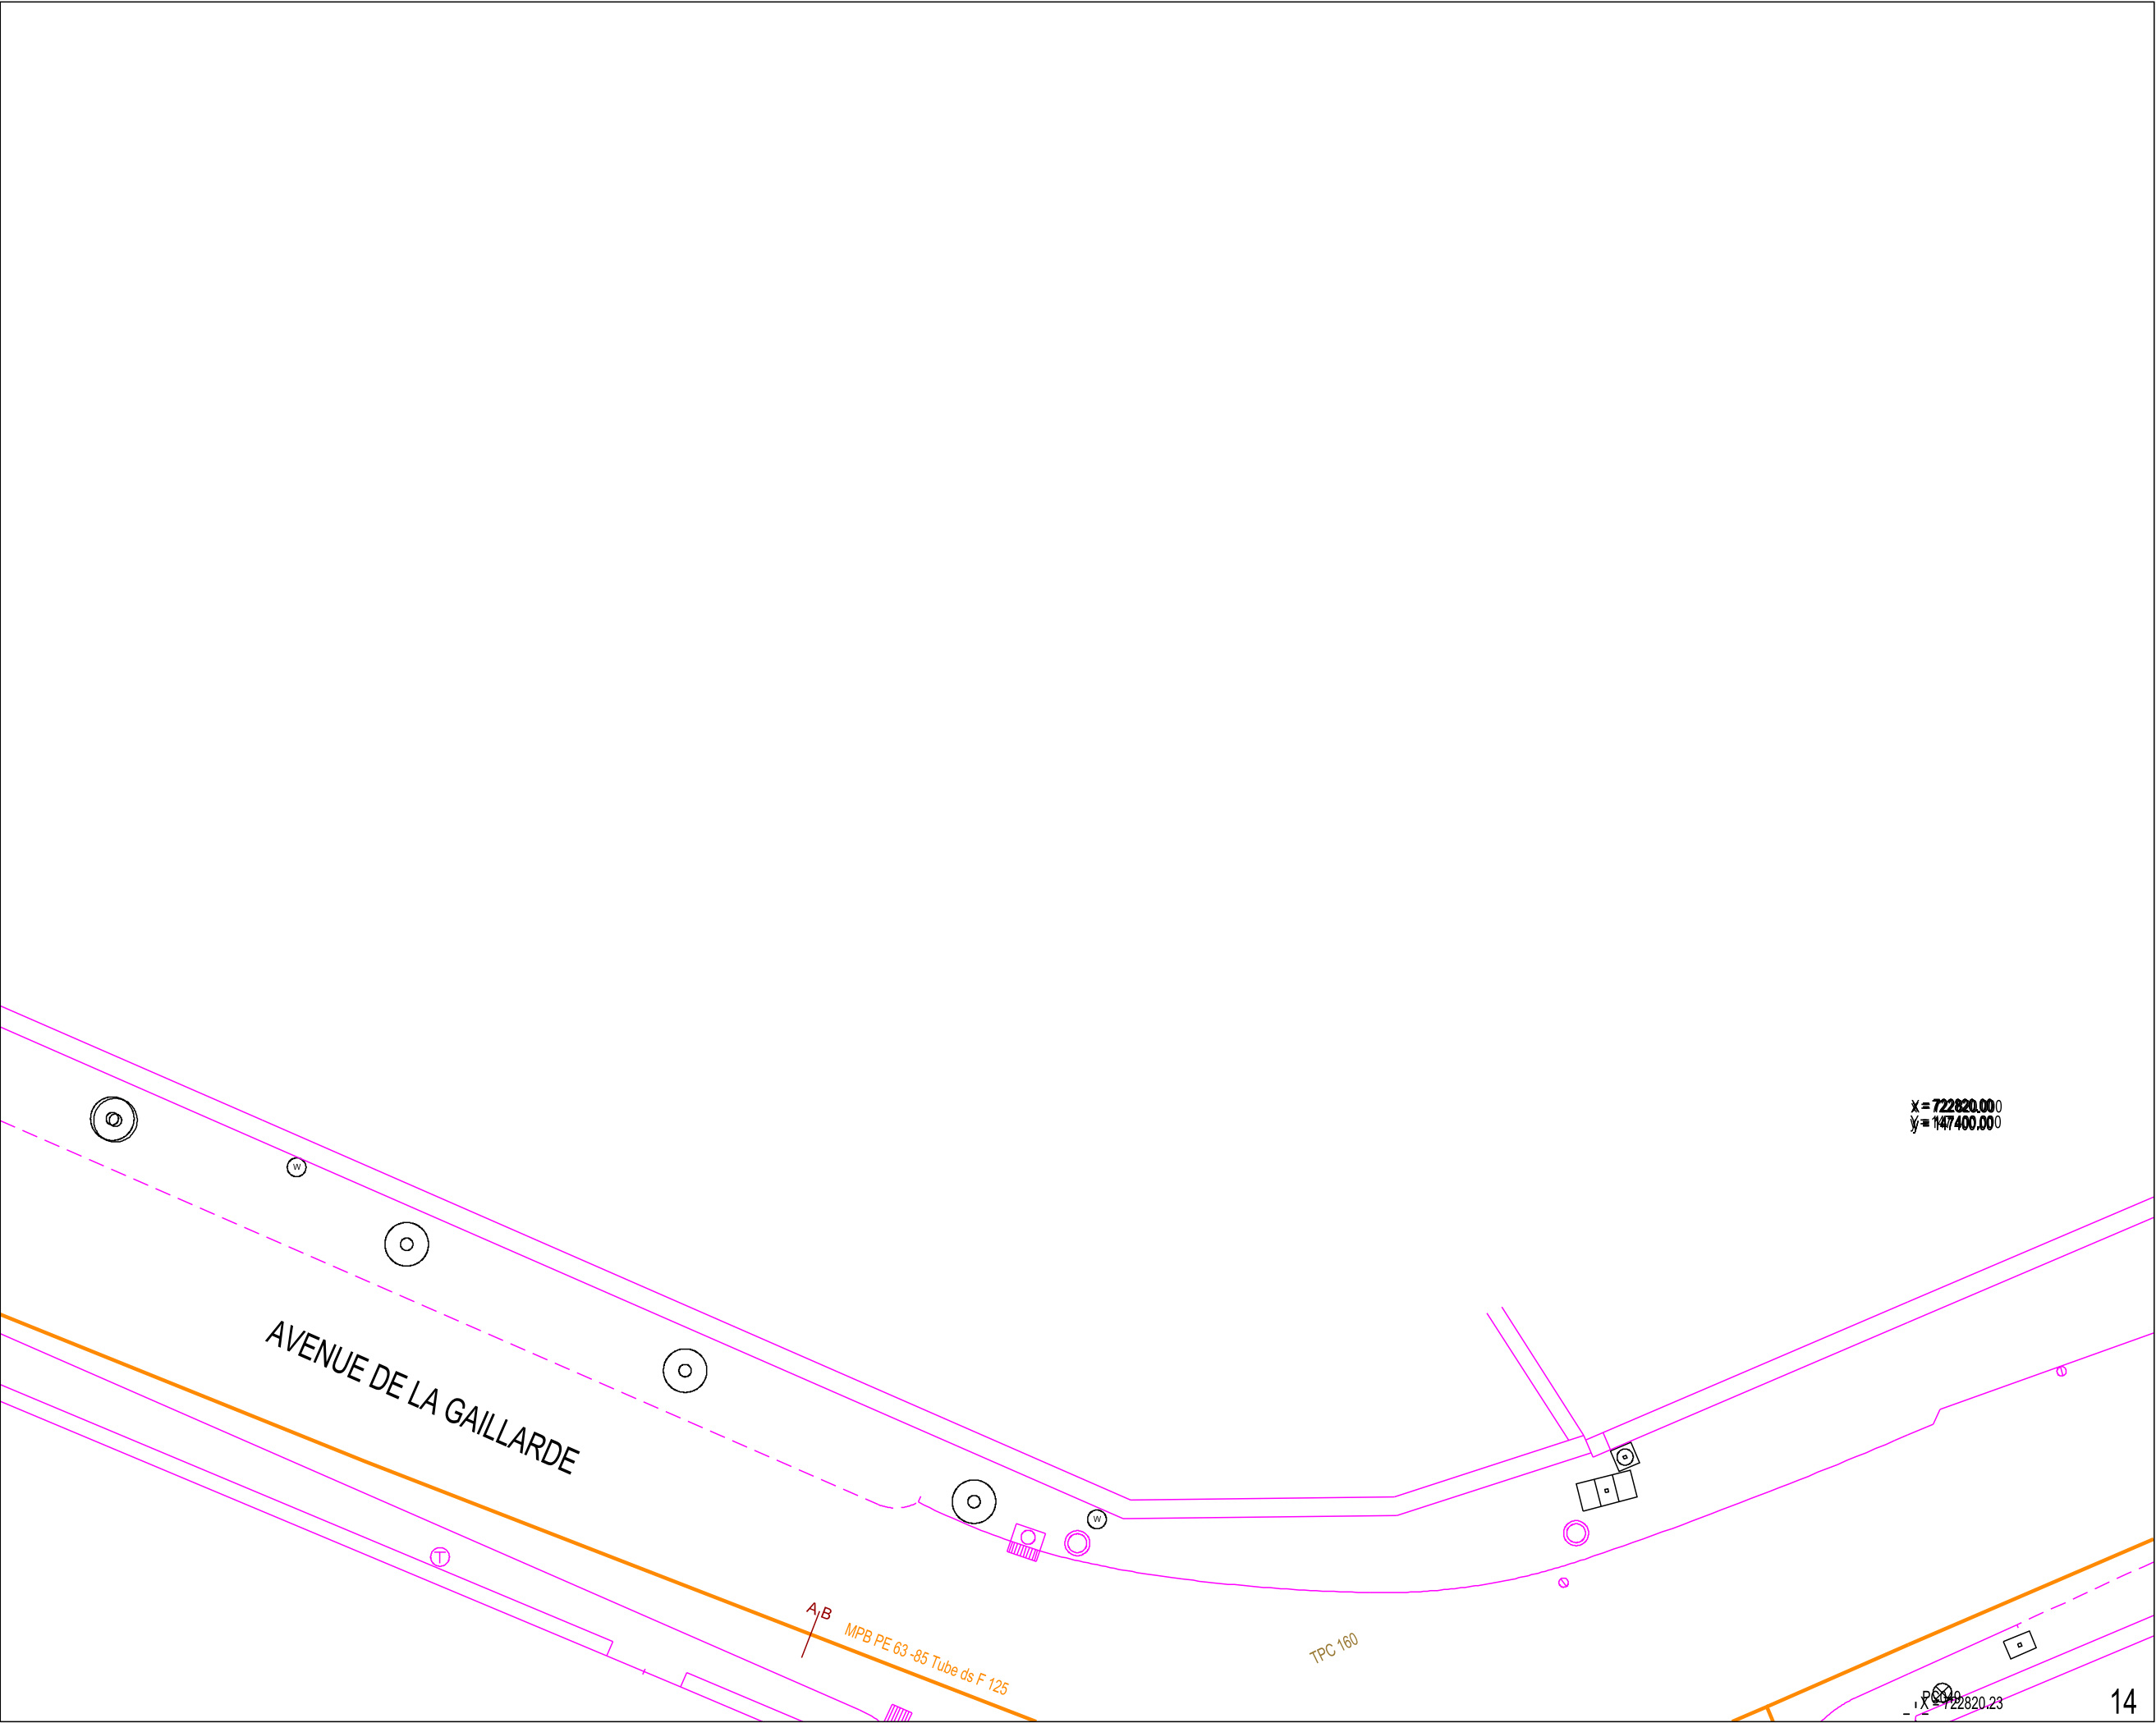 x = 722820.00
y = 147400.00
W
AVENUE DE LA GAILLARDE
W
T
A B
MPB PE 63 -85 Tube ds F 125
TPC 160
X = 722820.23
14